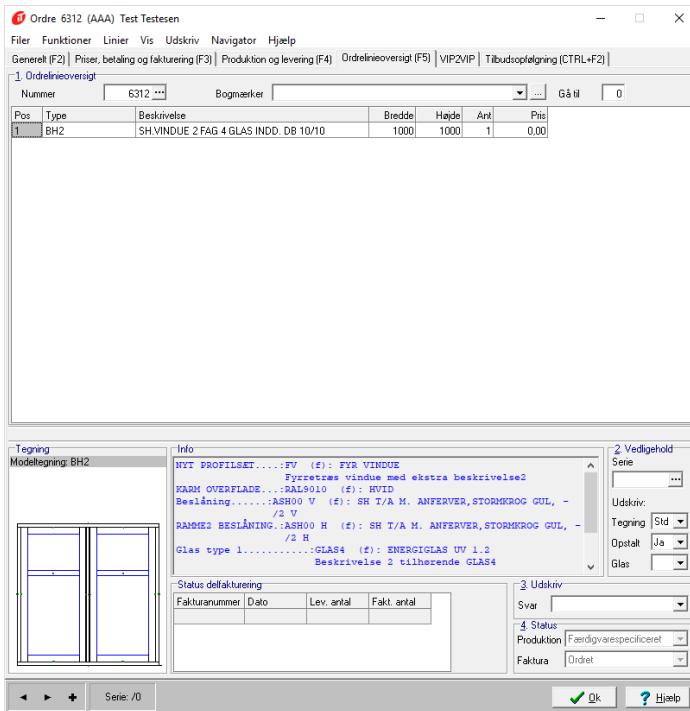 Ordre 6312 (AAA) Test Testesen
Filer Funktioner Linier Vis Udskriv Navigator Hjælp
Generelt (F2) Priser, betaling og fakturering (F3) Produktion og levering (F4) Ordrelinieoversigt (F5) VIP2VIP Tilbudsopfølgning (CTRL+F2)
1. Ordrelinieoversigt
Nummer 6312 ... Bogmærker ... Gå til 0
Pos Type Beskrivelse Bredde Højde Ant Pris
1 BH2 SH.VINDUE 2 FAG 4 GLAS INDD. DB 10/10 1000 1000 1 0,00
Tegning
Modeltegning: BH2
Info
NYT PROFILSÆT....:FV (f): FYR VINDUE
Fyrretræs vindue med ekstra beskrivelse2
KARM OVERFLADE...:RAL9010 (f): HVID
Beslåning......:ASH00 V (f): SH T/A M. ANFERVER,STORMKROG GUL, -
/2 V
RAMME2 BESLÅNING.:ASH00 H (f): SH T/A M. ANFERVER,STORMKROG GUL, -
/2 H
Glas type 1...........:GLAS4 (f): ENERGIGLAS UV 1.2
Beskrivelse 2 tilhørende GLAS4
Status delfakturering
Fakturanummer Dato Lev. antal Fakt. antal
2. Vedligehold
Serie
...
Udskriv:
Tegning Std
Opstalt Ja
Glas
3. Udskriv
Svar
4. Status
Produktion Færdigvarespecificeret
Faktura Ordret
Serie: /0
Ok
Hjælp